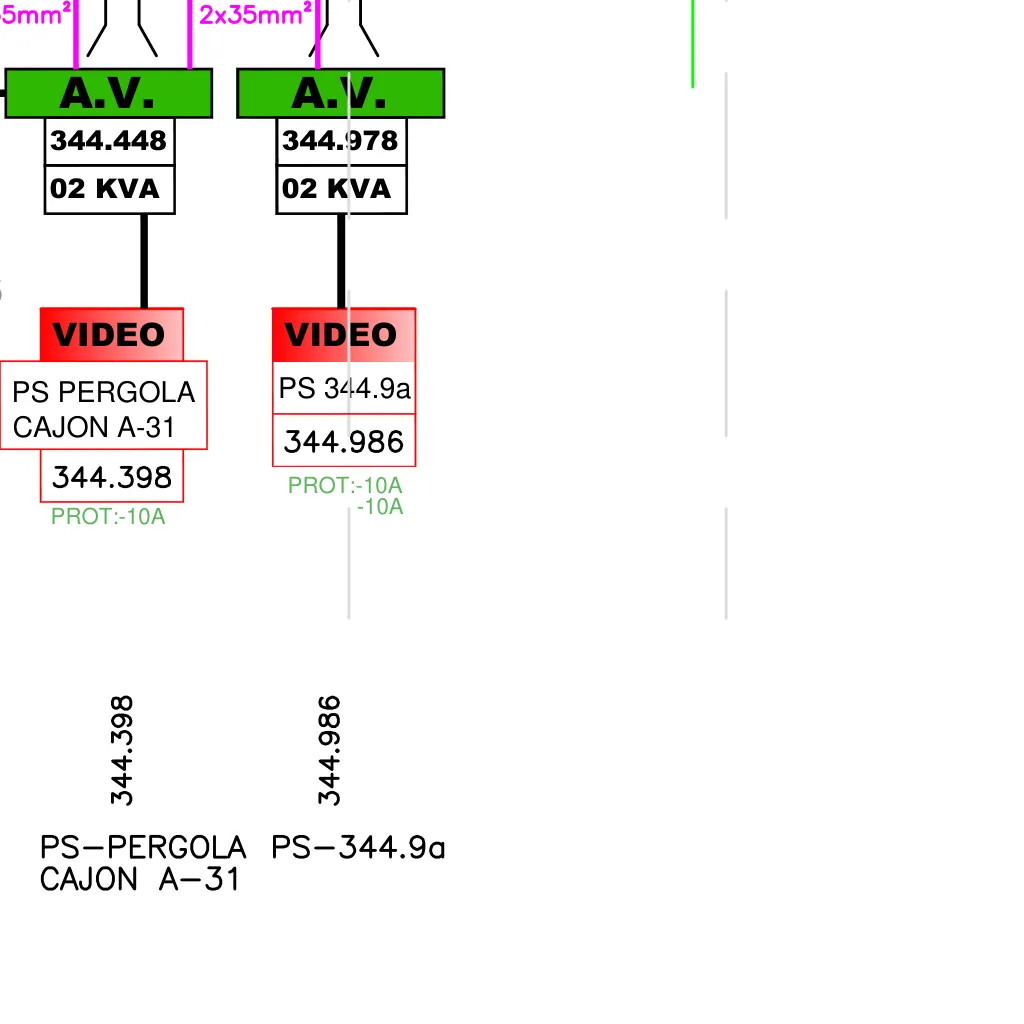 5mm²
2x35mm²
A.V.
A.V.
344.448
344.978
02 KVA
02 KVA
VIDEO
VIDEO
PS PERGOLA
CAJON A-31
PS 344.9a
344.986
344.398
PROT:-10A
-10A
PROT:-10A
344.398
344.986
PS-PERGOLA
CAJON A-31
PS-344.9a